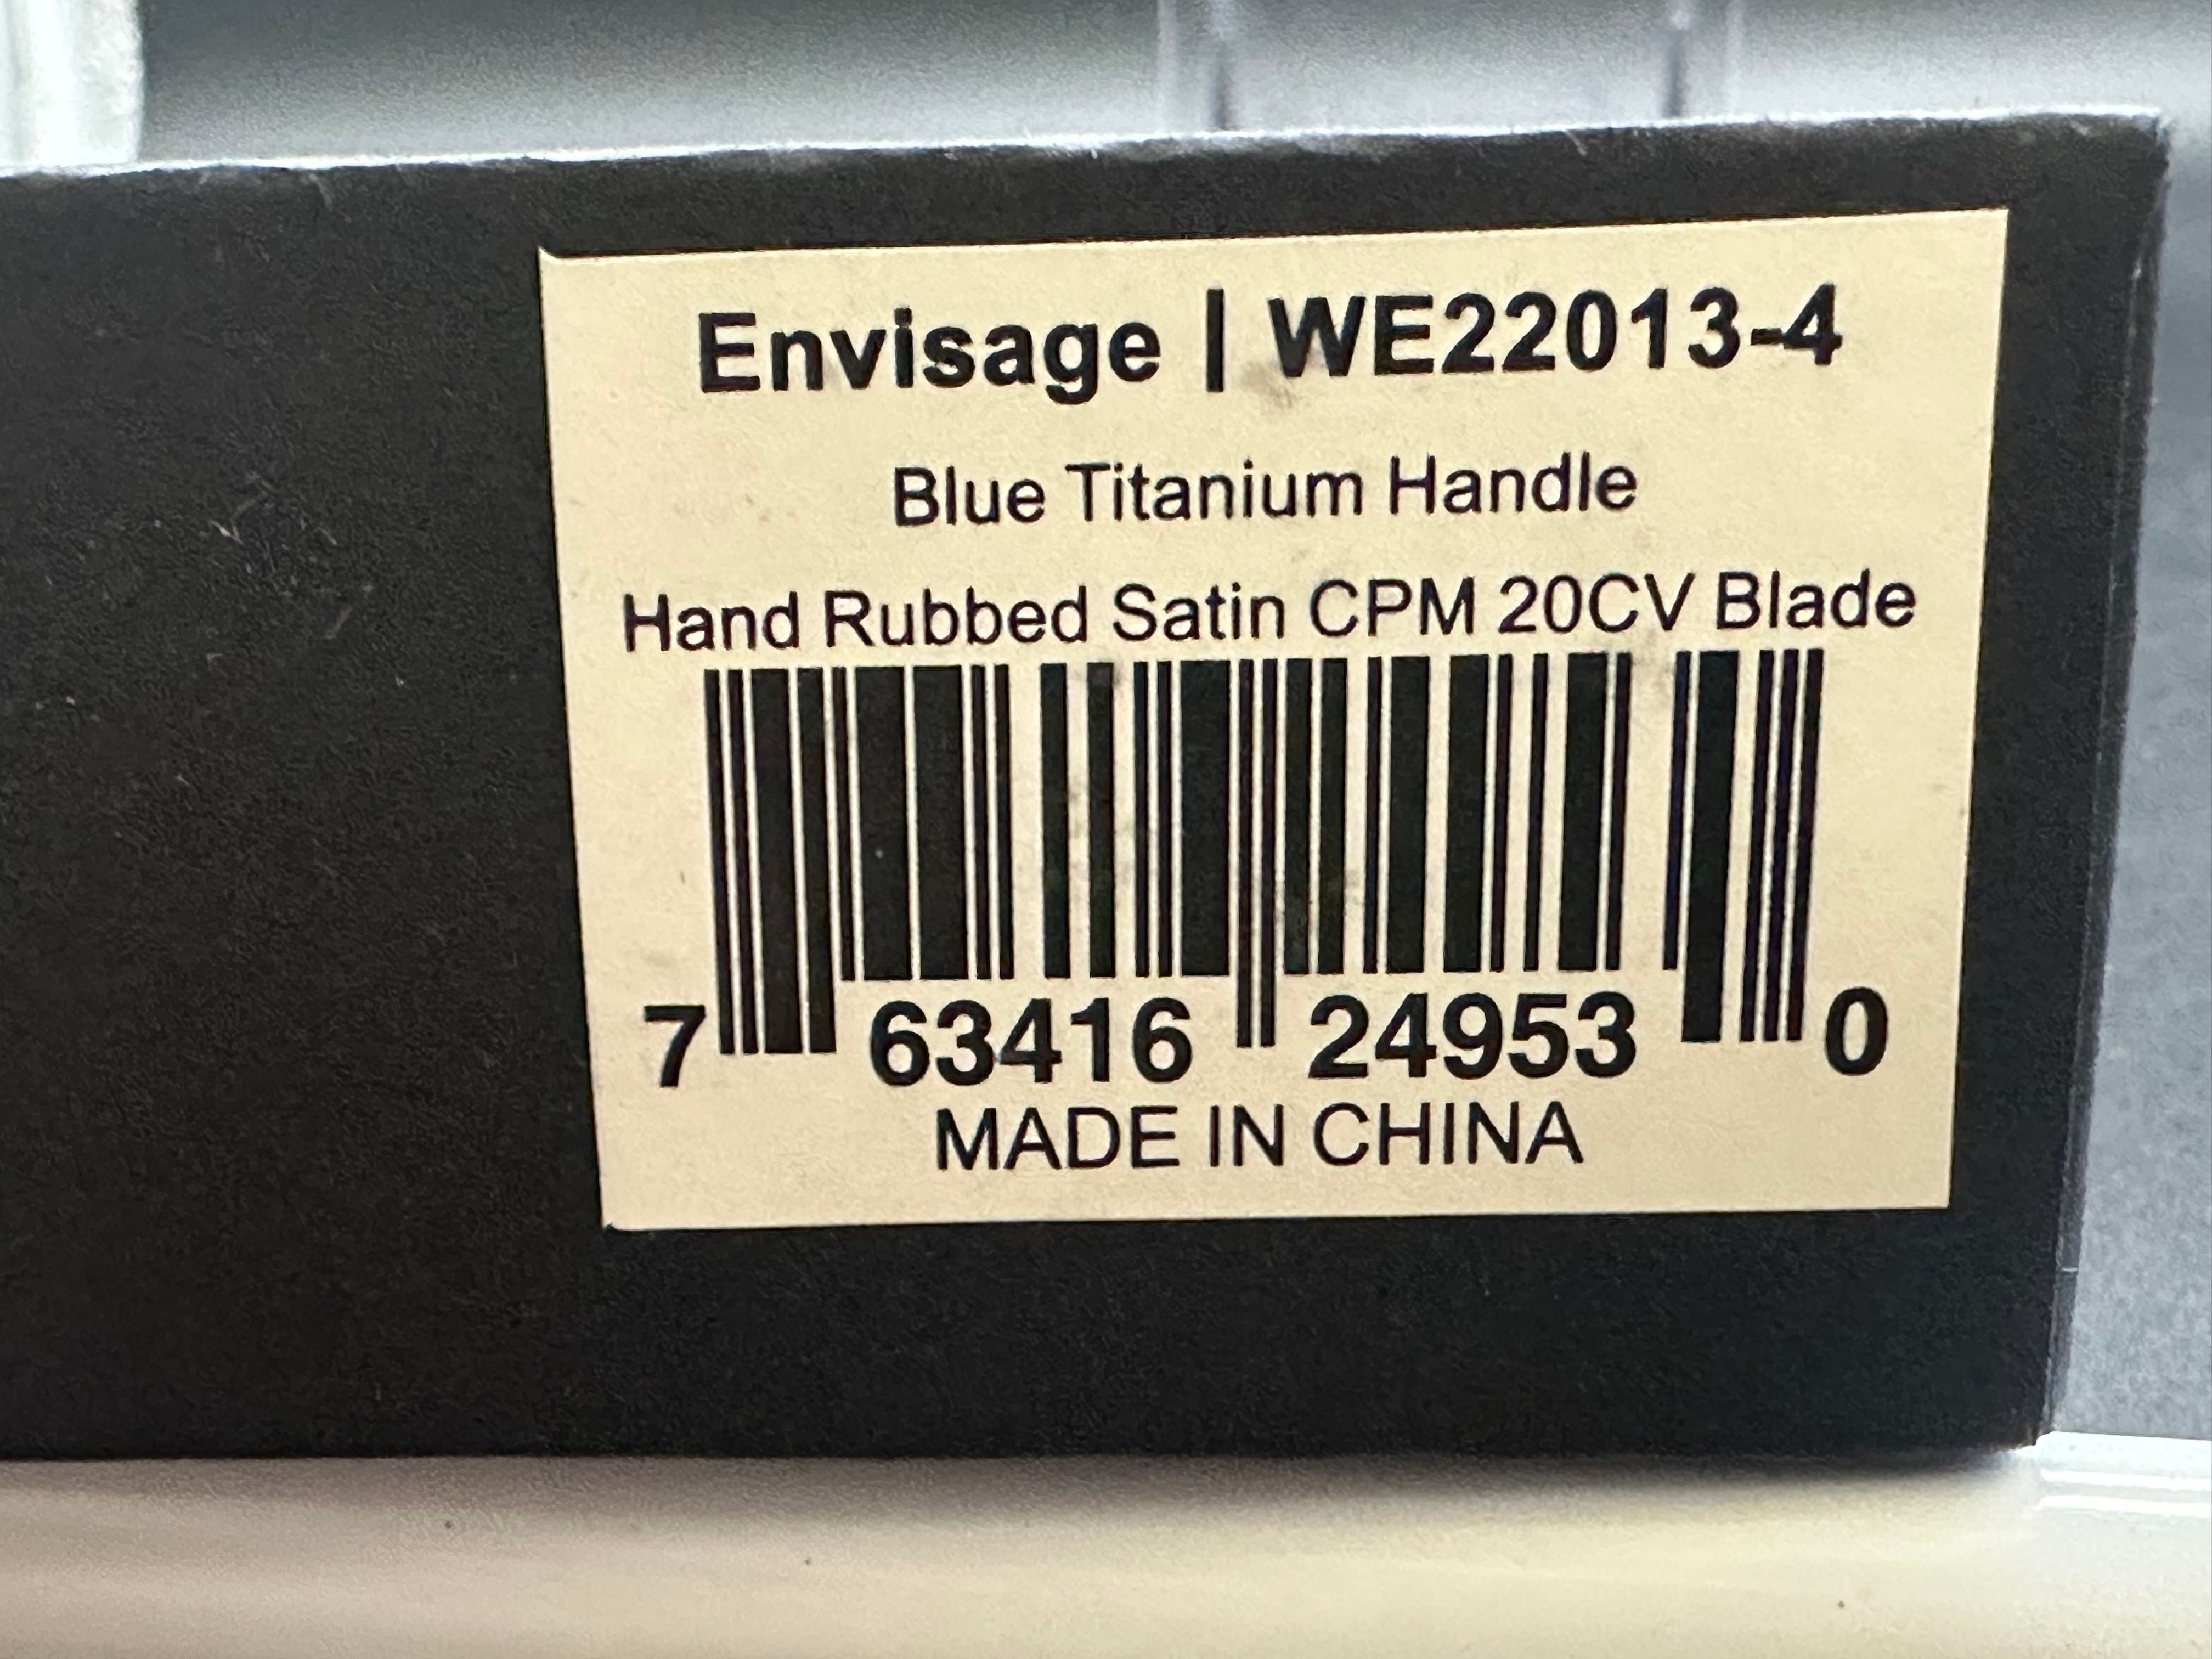 Envisage | WE22013-4
Blue Titanium Handle
Hand Rubbed Satin CPM 20CV Blade
7 63416 24953 0
MADE IN CHINA